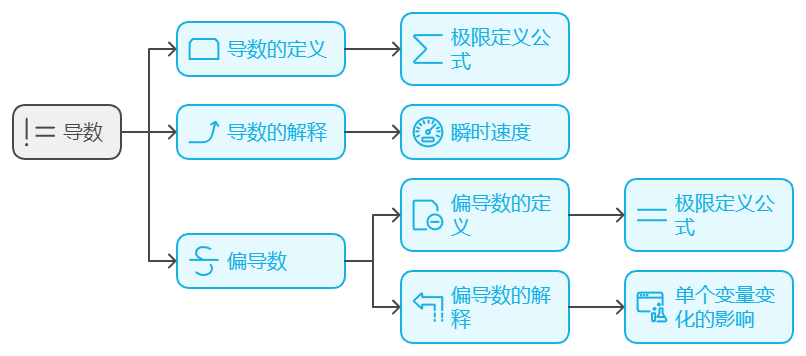 导数
导数的定义
极限定义公
式
导数的解释
瞬时速度
偏导数
偏导数的定
义
极限定义公
式
偏导数的解
释
单个变量变
化的影响